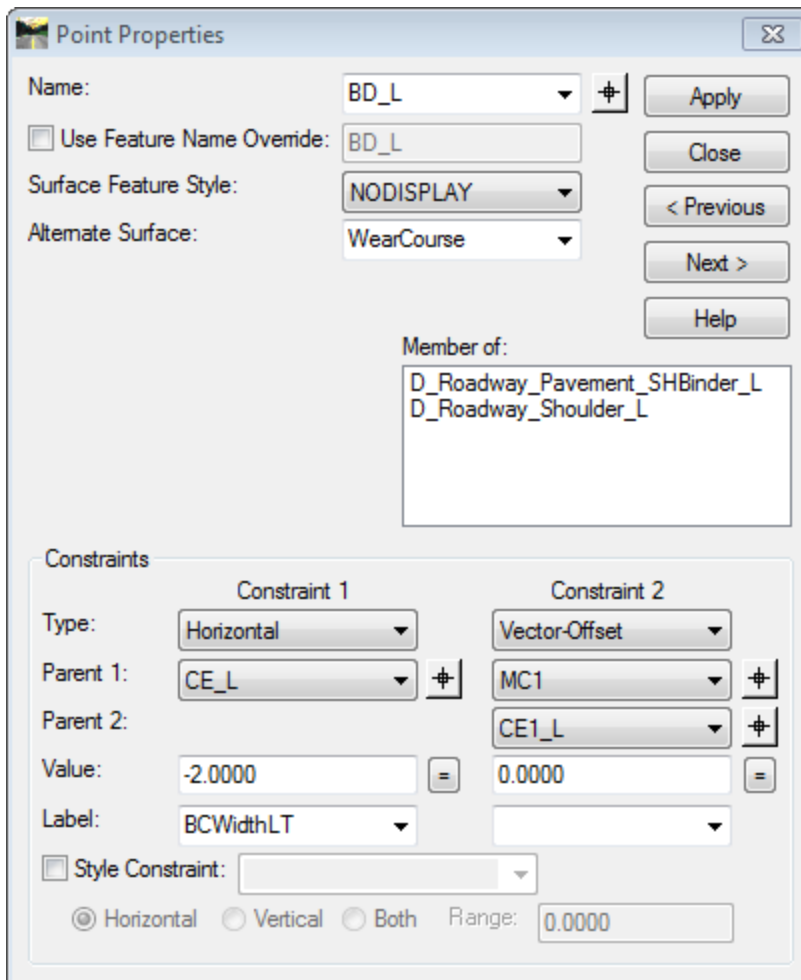 Point Properties
Name: BD_L Apply
Use Feature Name Override: BD_L Close
Surface Feature Style: NODISPLAY < Previous
Alternate Surface: WearCourse Next >
Help
Member of:
D_Roadway_Pavement_SHBinder_L
D_Roadway_Shoulder_L
Constraints
Constraint 1 Constraint 2
Type: Horizontal Vector-Offset
Parent 1: CE_L MC1
Parent 2: CE1_L
Value: -2.0000 = 0.0000 =
Label: BCWidthLT
Style Constraint:
Horizontal Vertical Both Range: 0.0000